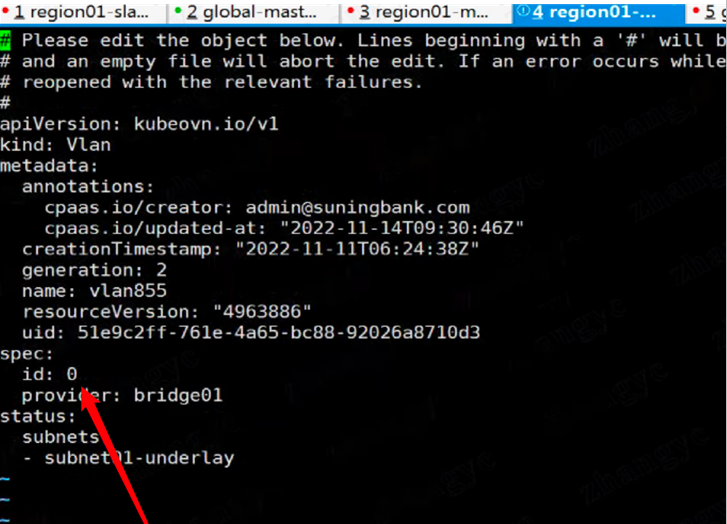 1 region01-sla... 2 global-mast... 3 region01-m... 4 region01-... 5
# Please edit the object below. Lines beginning with a '#' will b
# and an empty file will abort the edit. If an error occurs while
# reopened with the relevant failures.
#
apiVersion: kubeovn.io/v1
kind: Vlan
metadata:
  annotations:
    cpaas.io/creator: admin@suningbank.com
    cpaas.io/updated-at: "2022-11-14T09:30:46Z"
  creationTimestamp: "2022-11-11T06:24:38Z"
  generation: 2
  name: vlan855
  resourceVersion: "4963886"
  uid: 51e9c2ff-761e-4a65-bc88-92026a8710d3
spec:
  id: 0
  provider: bridge01
status:
  subnets
  - subnet01-underlay
~
~
~